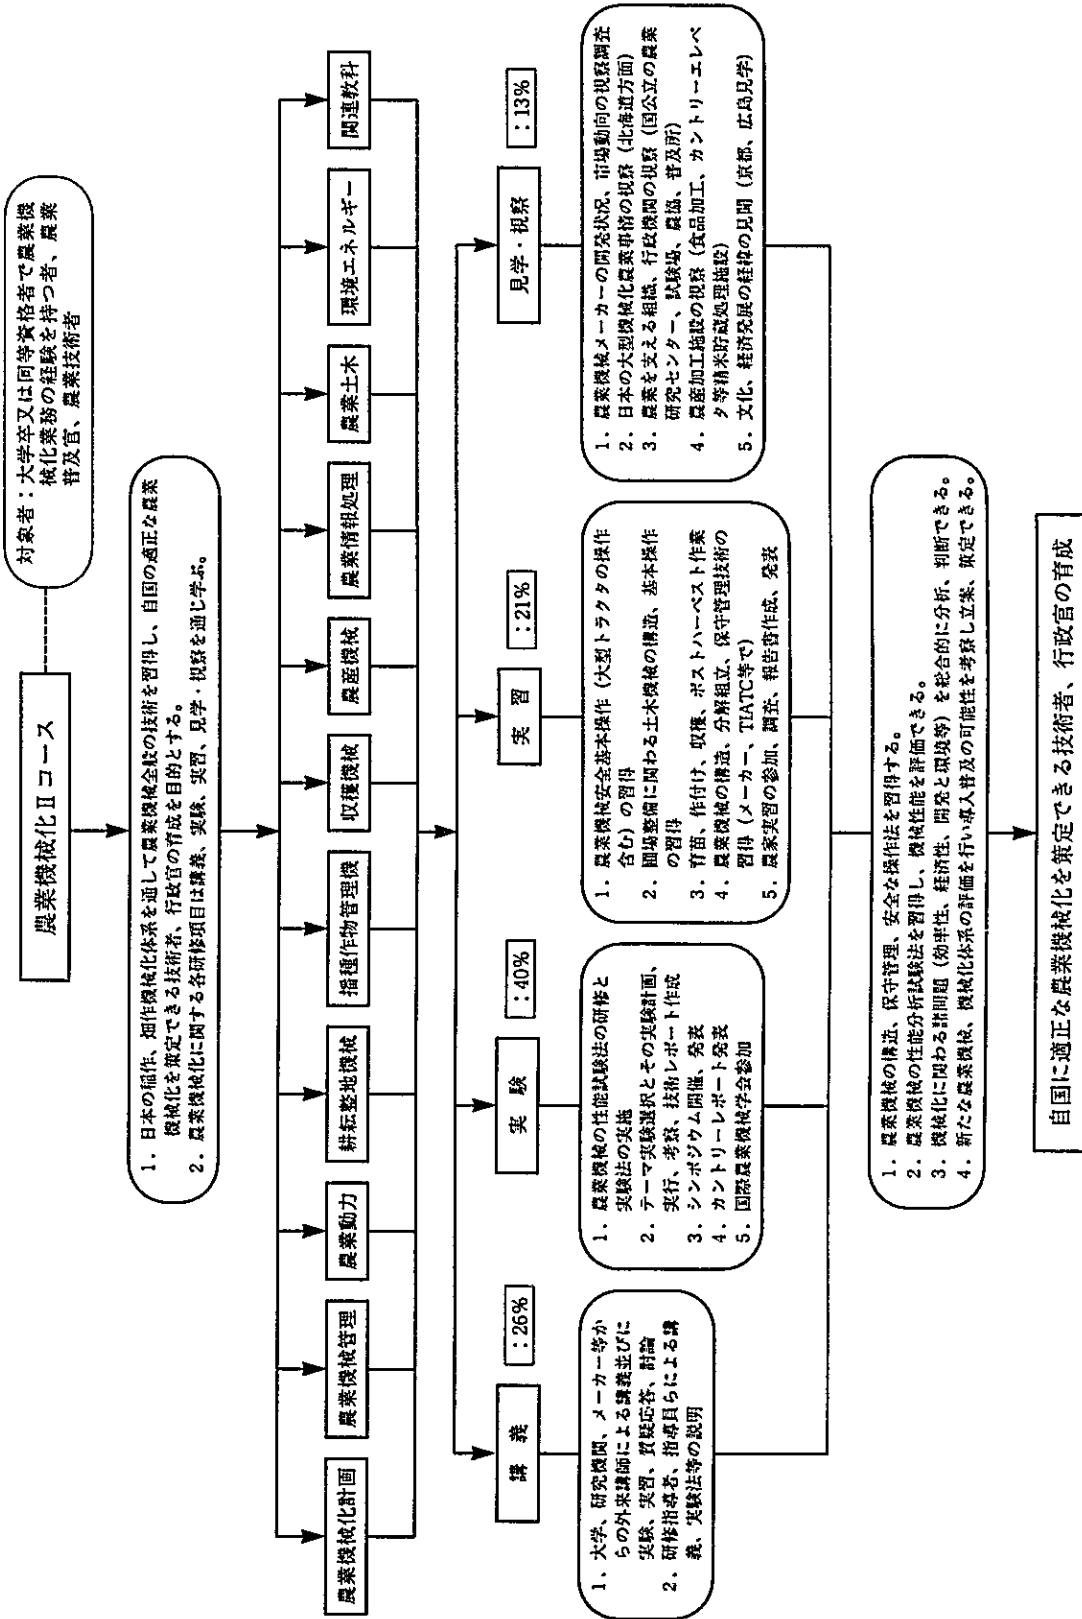 農業機械化Ⅱコース
対象者：大学卒又は同等資格者で農業機
械化業務の経験を持つ者、農業
普及官、農業技術者
1. 日本の稲作、畑作機械化体系を通して農業機械全般の技術を習得し、自国の適正な農業
機械化を策定できる技術者、行政官の育成を目的とする。
2. 農業機械化に関する各研修項目は講義、実験、実習、見学・視察を通じ学ぶ。
農業機械化計画
農業機械管理
農業動力
耕耘整地機械
播種作物管理機
収穫機械
農産機械
農業情報処理
農業土木
環境エネルギー
関連教科
講　義
：26%
実　験
：40%
実　習
：21%
見学・視察
：13%
1. 大学、研究機関、メーカー等か
らの外来講師による講義並びに
実験、実習、質疑応答、討論
2. 研修指導者、指導員らによる講
義、実験法等の説明
1. 農業機械の性能試験法の研修と
実験法の実施
2. テーマ実験選択とその実験計画、
実行、考察、技術レポート作成
3. シンポジウム開催、発表
4. カントリーレポート発表
5. 国際農業機械学会参加
1. 農業機械安全基本操作（大型トラクタの操作
含む）の習得
2. 圃場整備に関わる土木機械の構造、基本操作
の習得
3. 育苗、作付け、収穫、ポストハーベスト作業
4. 農業機械の構造、分解組立、保守管理技術の
習得（メーカー、TIATC等で）
5. 農家実習の参加、調査、報告書作成、発表
1. 農業機械メーカーの開発状況、市場動向の視察調査
2. 日本の大型機械化農業事情の視察（北海道方面）
3. 農業を支える組織、行政機関の視察（国公立の農業
研究センター、試験場、農協、普及所）
4. 農産加工施設の視察（食品加工、カントリーエレベ
タ等精米貯蔵処理施設）
5. 文化、経済発展の経緯の見聞（京都、広島見学）
1. 農業機械の構造、保守管理、安全な操作法を習得する。
2. 農業機械の性能分析試験法を習得し、機械性能を評価できる。
3. 機械化に関わる諸問題（効率性、経済性、開発と環境等）を総合的に分析、判断できる。
4. 新たな農業機械、機械化体系の評価を行い導入普及の可能性を考察し立案、策定できる。
自国に適正な農業機械化を策定できる技術者、行政官の育成